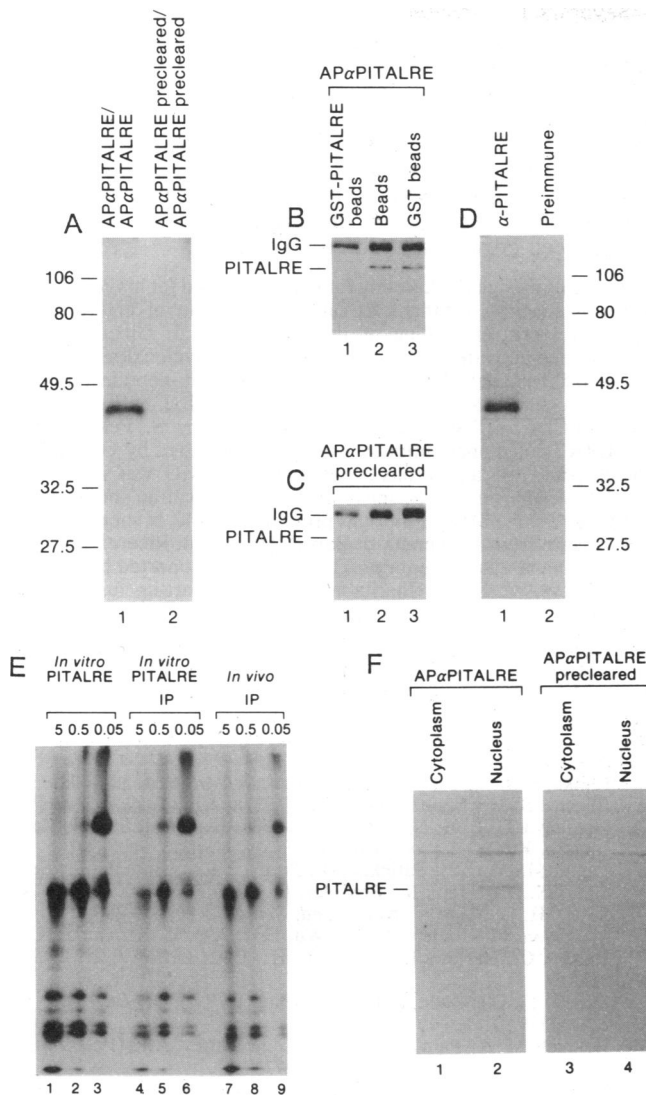 A
APαPITALRE/
APαPITALRE
APαPITALRE precleared/
APαPITALRE precleared
106
80
49.5
32.5
27.5
1 2
B
APαPITALRE
GST-PITALRE
beads
Beads
GST beads
IgG
PITALRE
1 2 3
C
APαPITALRE
precleared
IgG
PITALRE
1 2 3
D
α-PITALRE
Preimmune
106
80
49.5
32.5
27.5
1 2
E
In vitro
PITALRE
In vitro
PITALRE
IP
In vivo
IP
5 0.5 0.05 5 0.5 0.05 .5 0.5 0.05
1 2 3 4 5 6 7 8 9
F
APαPITALRE
APαPITALRE
precleared
Cytoplasm
Nucleus
Cytoplasm
Nucleus
PITALRE
1 2 3 4